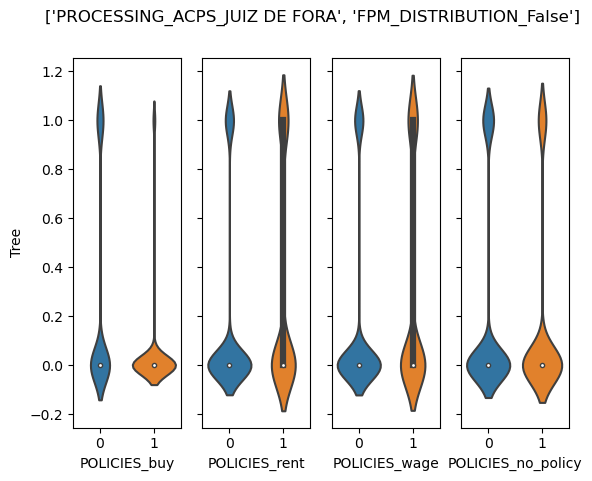 ['PROCESSING_ACPS_JUIZ DE FORA', 'FPM_DISTRIBUTION_False']
1.2
1.0
0.8
0.6
0.4
0.2
0.0
−0.2
Tree
0 1 0 1 0 1 0 1
POLICIES_buy POLICIES_rent POLICIES_wage POLICIES_no_policy